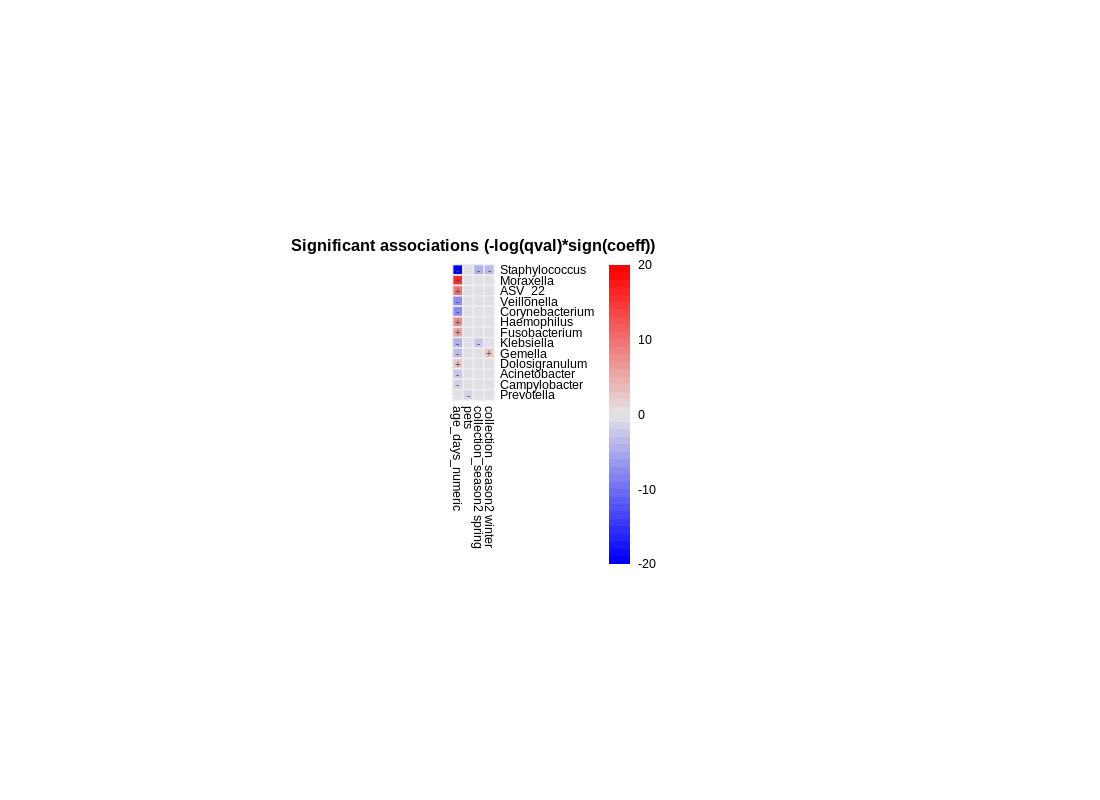 Significant associations (-log(qval)*sign(coeff))
- - - Staphylococcus
+ Moraxella
+ ASV_22
- Veillonella
- Corynebacterium
+ Haemophilus
+ Fusobacterium
- - Klebsiella
- + Gemella
+ Dolosigranulum
- Acinetobacter
- Campylobacter
- Prevotella
age_days_numeric
pets
collection_season2 spring
collection_season2 winter
20
10
0
-10
-20